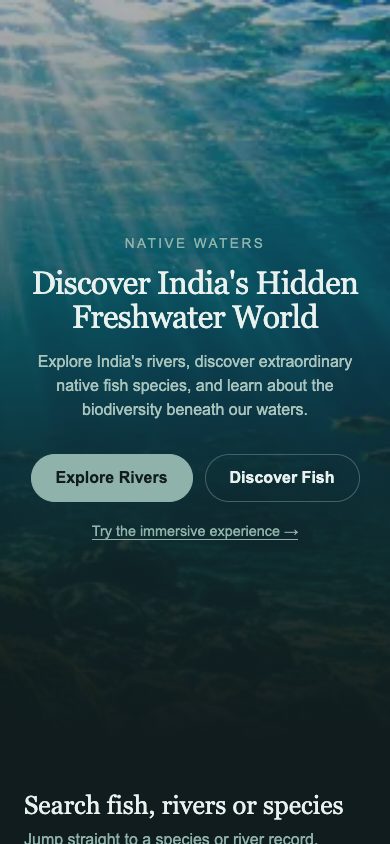 NATIVE WATERS
Discover India's Hidden
Freshwater World
Explore India's rivers, discover extraordinary
native fish species, and learn about the
biodiversity beneath our waters.
Explore Rivers
Discover Fish
Try the immersive experience →
Search fish, rivers or species
Jump straight to a species or river record.